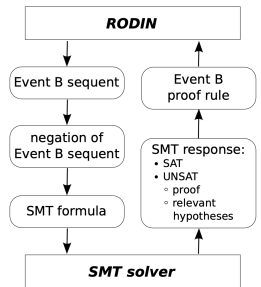 RODIN
Event B sequent
negation of
Event B sequent
SMT formula
Event B
proof rule
SMT response:
• SAT
• UNSAT
◦ proof
◦ relevant
hypotheses
SMT solver